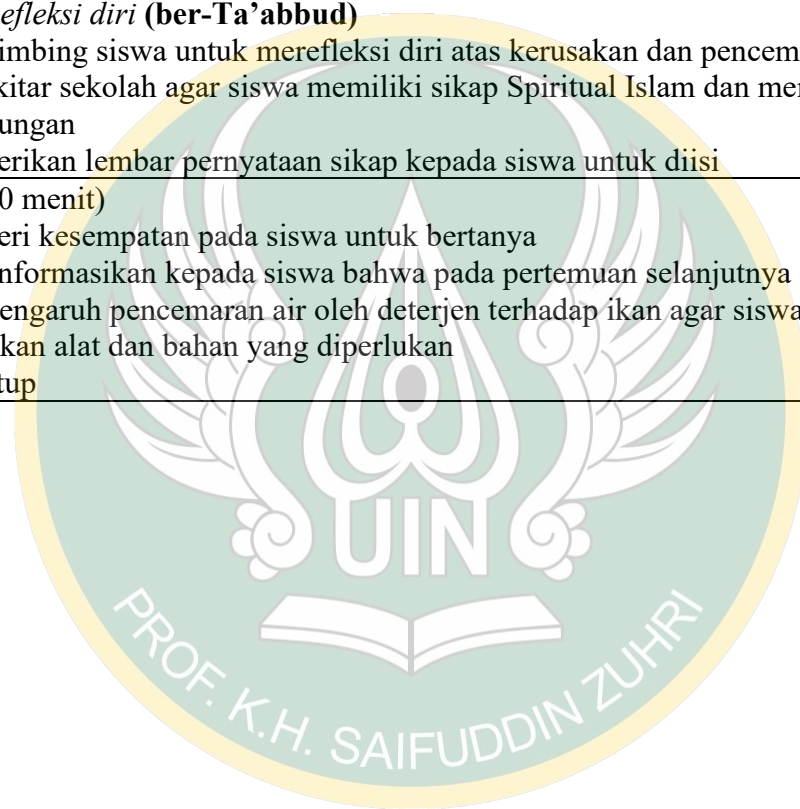 efleksi diri (ber-Ta’abbud)
imbing siswa untuk merefleksi diri atas kerusakan dan pencem
kitar sekolah agar siswa memiliki sikap Spiritual Islam dan mer
ungan
erikan lembar pernyataan sikap kepada siswa untuk diisi
0 menit)
eri kesempatan pada siswa untuk bertanya
nformasikan kepada siswa bahwa pada pertemuan selanjutnya
engaruh pencemaran air oleh deterjen terhadap ikan agar siswa
kan alat dan bahan yang diperlukan
tup
UIN
PROF. K.H. SAIFUDDIN ZUHRI